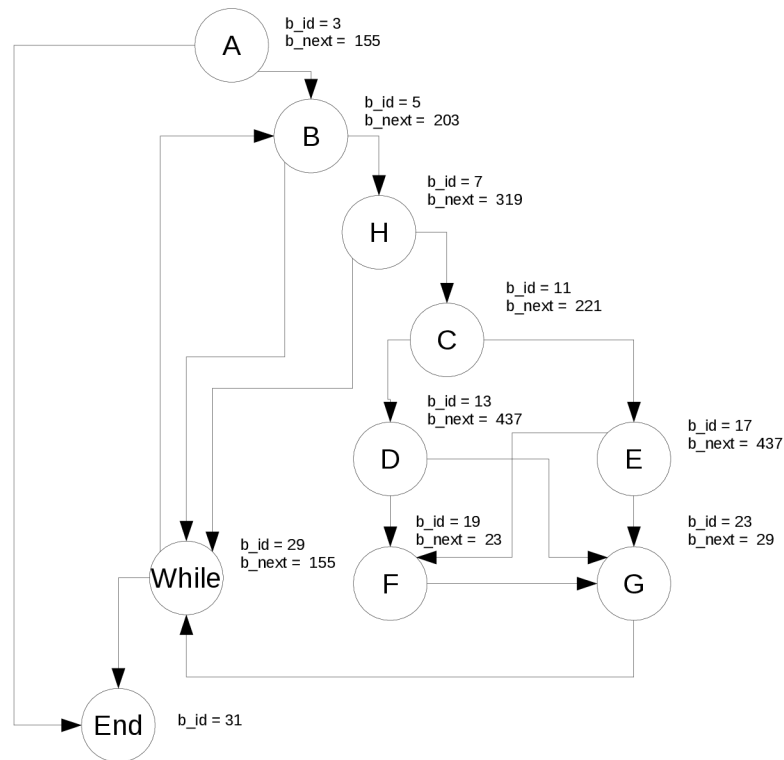 A
b_id = 3
b_next = 155
B
b_id = 5
b_next = 203
H
b_id = 7
b_next = 319
C
b_id = 11
b_next = 221
D
b_id = 13
b_next = 437
E
b_id = 17
b_next = 437
While
b_id = 29
b_next = 155
F
b_id = 19
b_next = 23
G
b_id = 23
b_next = 29
End
b_id = 31